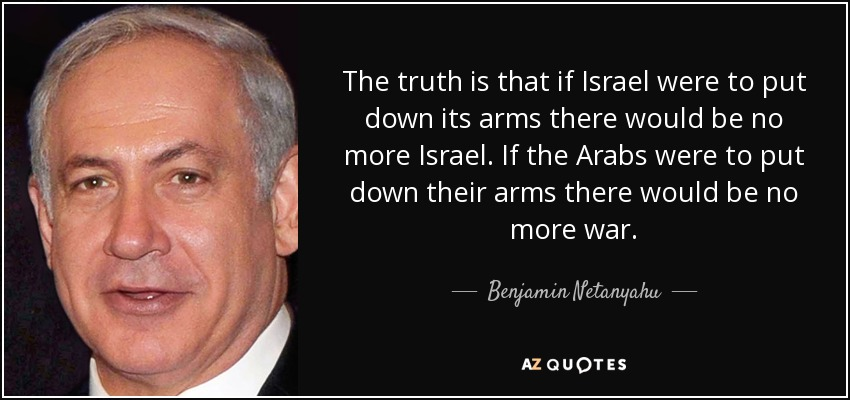 The truth is that if Israel were to put
down its arms there would be no
more Israel. If the Arabs were to put
down their arms there would be no
more war.
Benjamin Netanyahu
AZ QUOTES